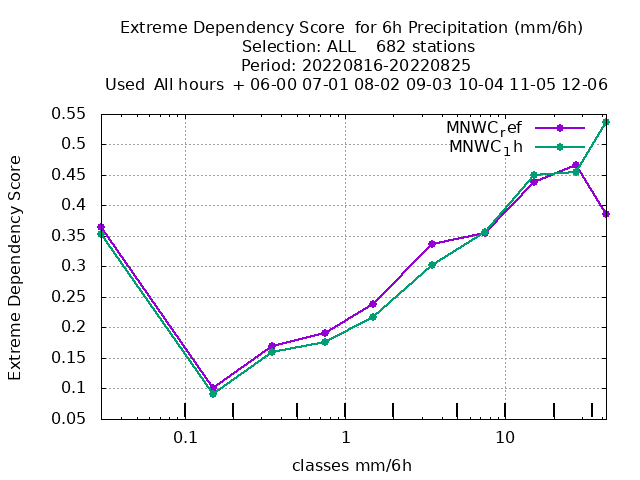 Extreme Dependency Score  for 6h Precipitation (mm/6h)
Selection: ALL    682 stations
Period: 20220816-20220825
Used  All hours  + 06-00 07-01 08-02 09-03 10-04 11-05 12-06
MNWC_ref
MNWC_1h
0.55
0.5
0.45
0.4
0.35
0.3
0.25
0.2
0.15
0.1
0.05
Extreme Dependency Score
0.1 1 10
classes mm/6h